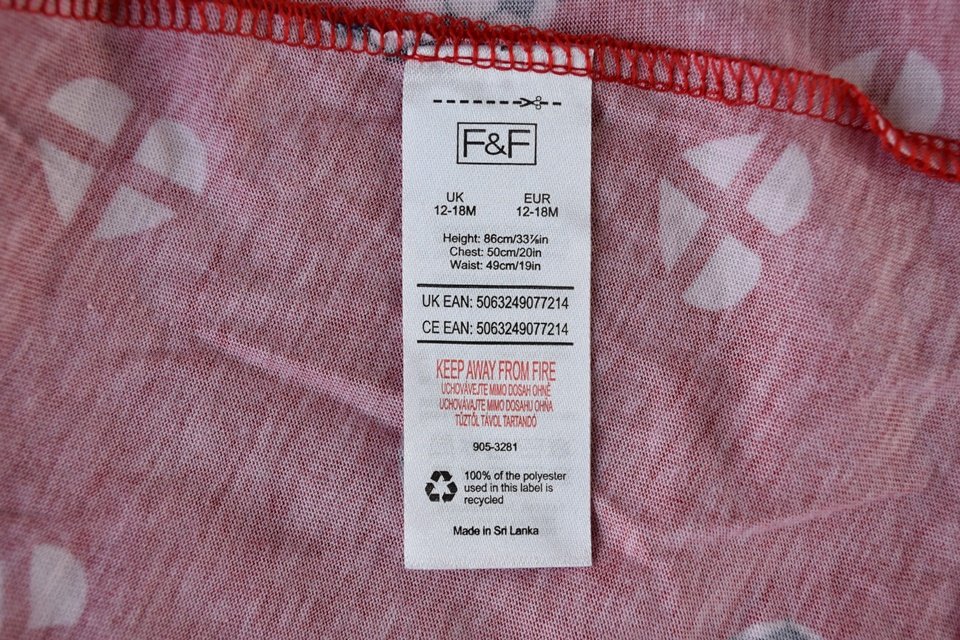 F&F
UK EUR
12-18M 12-18M
Height: 86cm/33⅞in
Chest: 50cm/20in
Waist: 49cm/19in
UK EAN: 5063249077214
CE EAN: 5063249077214
KEEP AWAY FROM FIRE
UCHOVÁVEJTE MIMO DOSAH OHNĚ
UCHOVÁVAJTE MIMO DOSAHU OHŇA
TŰZTŐL TÁVOL TARTANDÓ
905-3281
100% of the polyester
used in this label is
recycled
Made in Sri Lanka